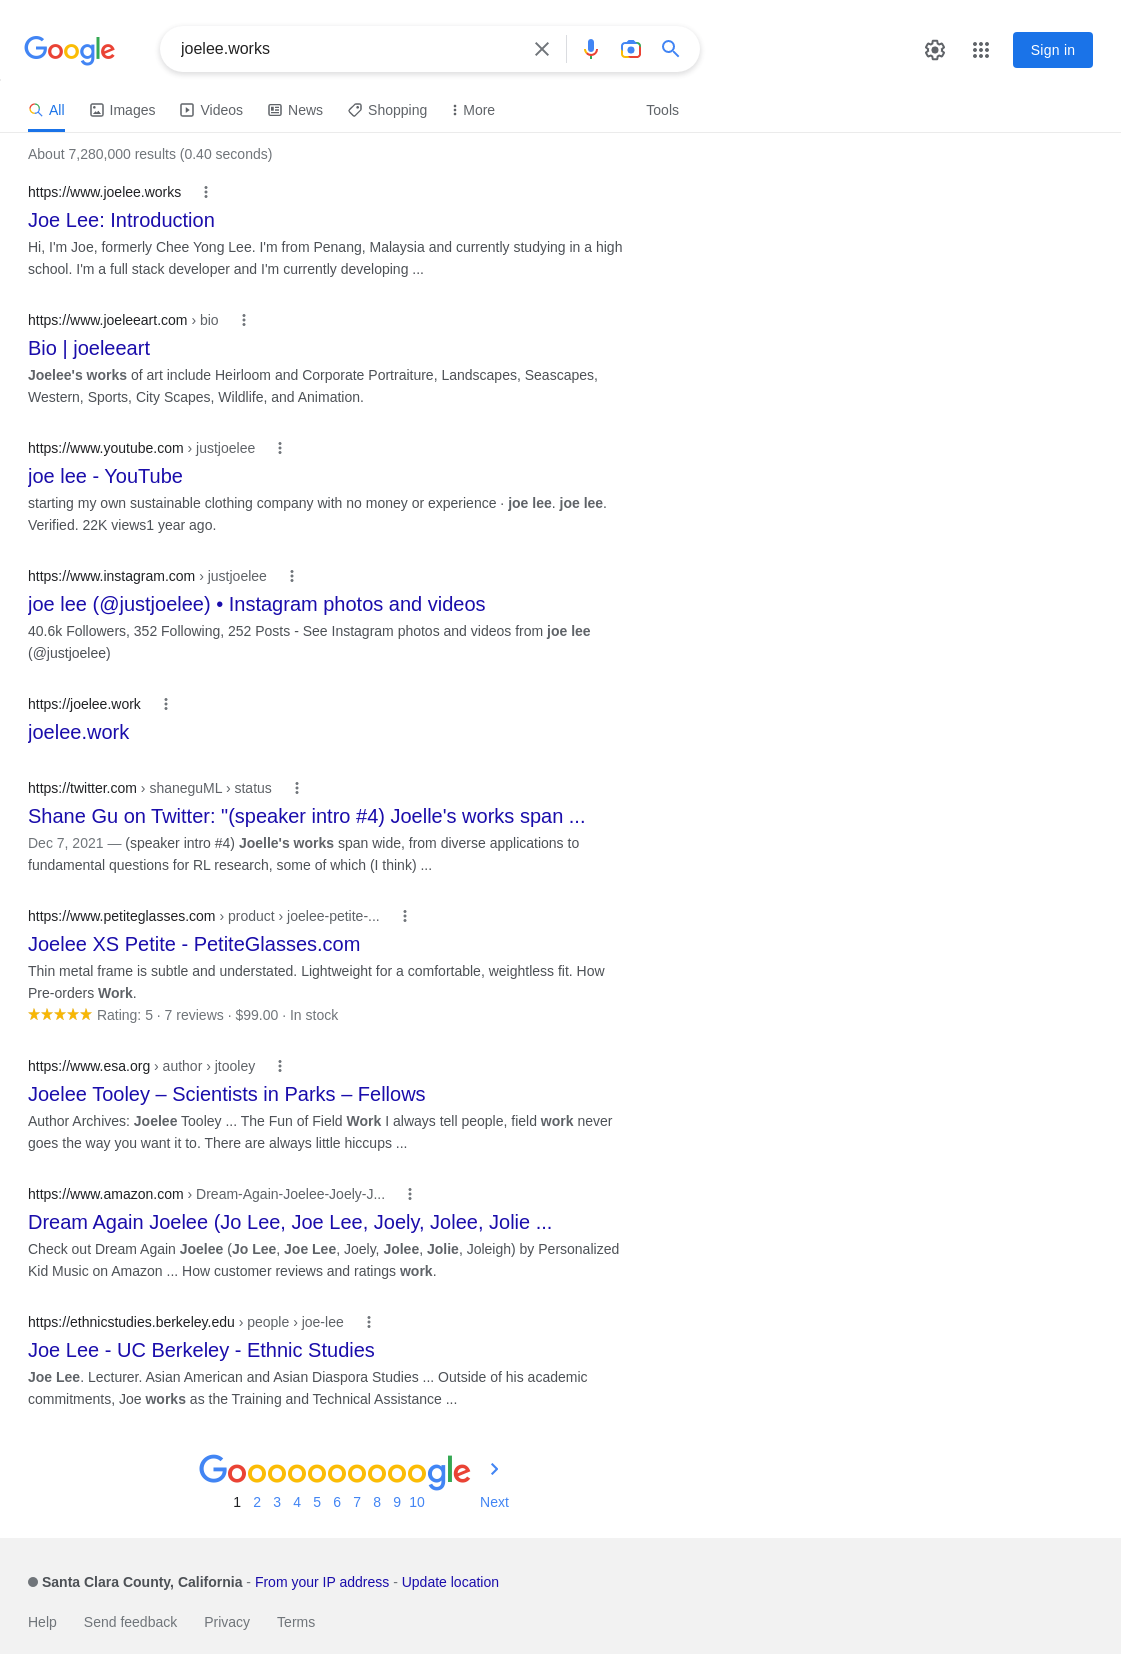 Google
joelee.works
Sign in
All
Images
Videos
News
Shopping
More
Tools
About 7,280,000 results (0.40 seconds)
https://www.joelee.works
Joe Lee: Introduction
Hi, I'm Joe, formerly Chee Yong Lee. I'm from Penang, Malaysia and currently studying in a high
school. I'm a full stack developer and I'm currently developing ...
https://www.joeleeart.com › bio
Bio | joeleeart
Joelee's works of art include Heirloom and Corporate Portraiture, Landscapes, Seascapes,
Western, Sports, City Scapes, Wildlife, and Animation.
https://www.youtube.com › justjoelee
joe lee - YouTube
starting my own sustainable clothing company with no money or experience · joe lee. joe lee.
Verified. 22K views1 year ago.
https://www.instagram.com › justjoelee
joe lee (@justjoelee) • Instagram photos and videos
40.6k Followers, 352 Following, 252 Posts - See Instagram photos and videos from joe lee
(@justjoelee)
https://joelee.work
joelee.work
https://twitter.com › shaneguML › status
Shane Gu on Twitter: "(speaker intro #4) Joelle's works span ...
Dec 7, 2021 — (speaker intro #4) Joelle's works span wide, from diverse applications to
fundamental questions for RL research, some of which (I think) ...
https://www.petiteglasses.com › product › joelee-petite-...
Joelee XS Petite - PetiteGlasses.com
Thin metal frame is subtle and understated. Lightweight for a comfortable, weightless fit. How
Pre-orders Work.
Rating: 5 · 7 reviews · $99.00 · In stock
https://www.esa.org › author › jtooley
Joelee Tooley – Scientists in Parks – Fellows
Author Archives: Joelee Tooley ... The Fun of Field Work I always tell people, field work never
goes the way you want it to. There are always little hiccups ...
https://www.amazon.com › Dream-Again-Joelee-Joely-J...
Dream Again Joelee (Jo Lee, Joe Lee, Joely, Jolee, Jolie ...
Check out Dream Again Joelee (Jo Lee, Joe Lee, Joely, Jolee, Jolie, Joleigh) by Personalized
Kid Music on Amazon ... How customer reviews and ratings work.
https://ethnicstudies.berkeley.edu › people › joe-lee
Joe Lee - UC Berkeley - Ethnic Studies
Joe Lee. Lecturer. Asian American and Asian Diaspora Studies ... Outside of his academic
commitments, Joe works as the Training and Technical Assistance ...
Goooooooooogle
1 2 3 4 5 6 7 8 9 10 Next
Santa Clara County, California - From your IP address - Update location
Help Send feedback Privacy Terms